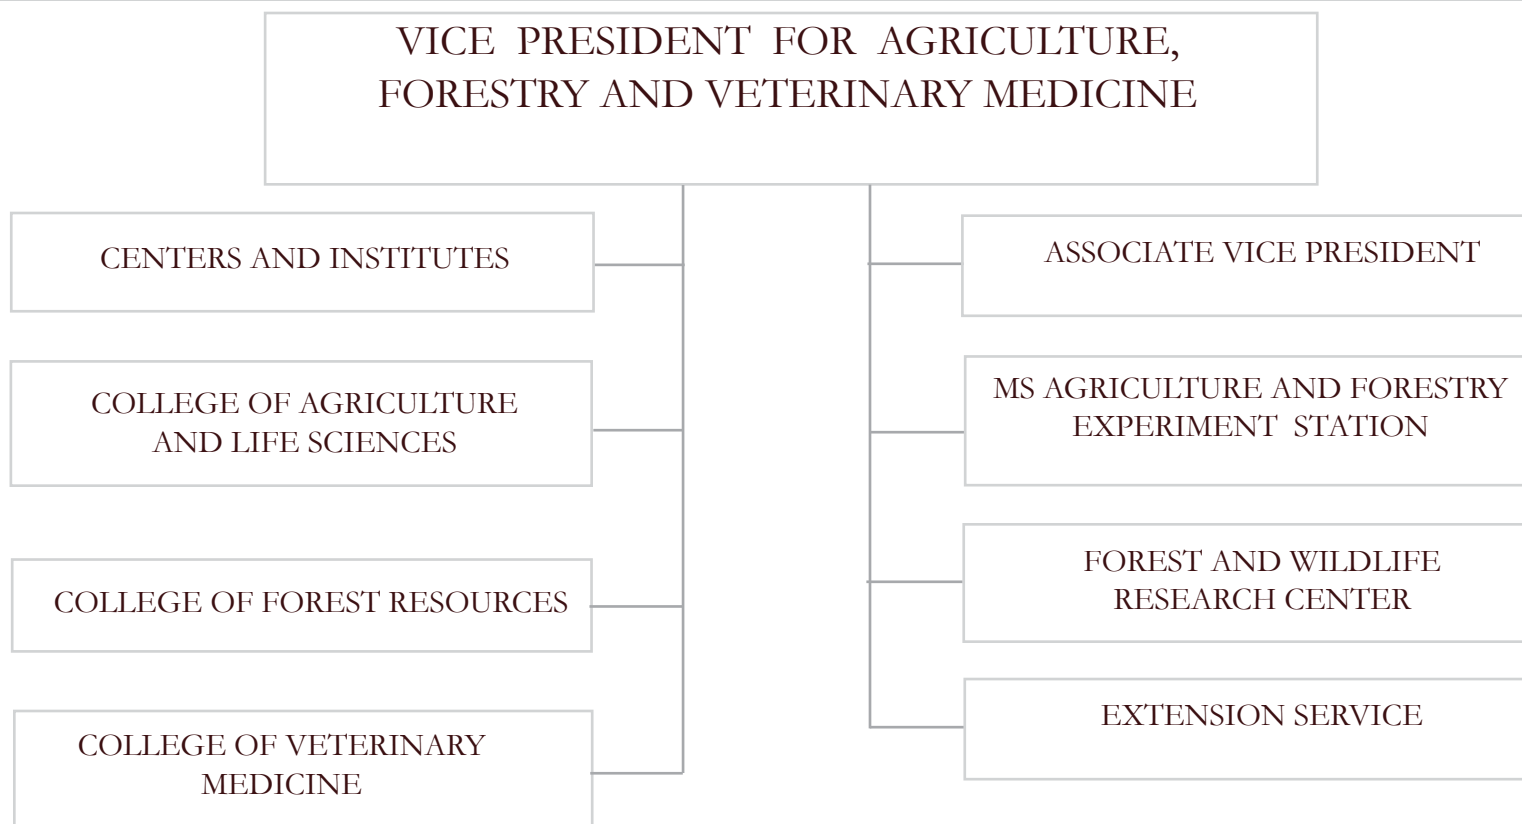 VICE PRESIDENT FOR AGRICULTURE,
FORESTRY AND VETERINARY MEDICINE
CENTERS AND INSTITUTES
COLLEGE OF AGRICULTURE
AND LIFE SCIENCES
COLLEGE OF FOREST RESOURCES
COLLEGE OF VETERINARY
MEDICINE
ASSOCIATE VICE PRESIDENT
MS AGRICULTURE AND FORESTRY
EXPERIMENT STATION
FOREST AND WILDLIFE
RESEARCH CENTER
EXTENSION SERVICE